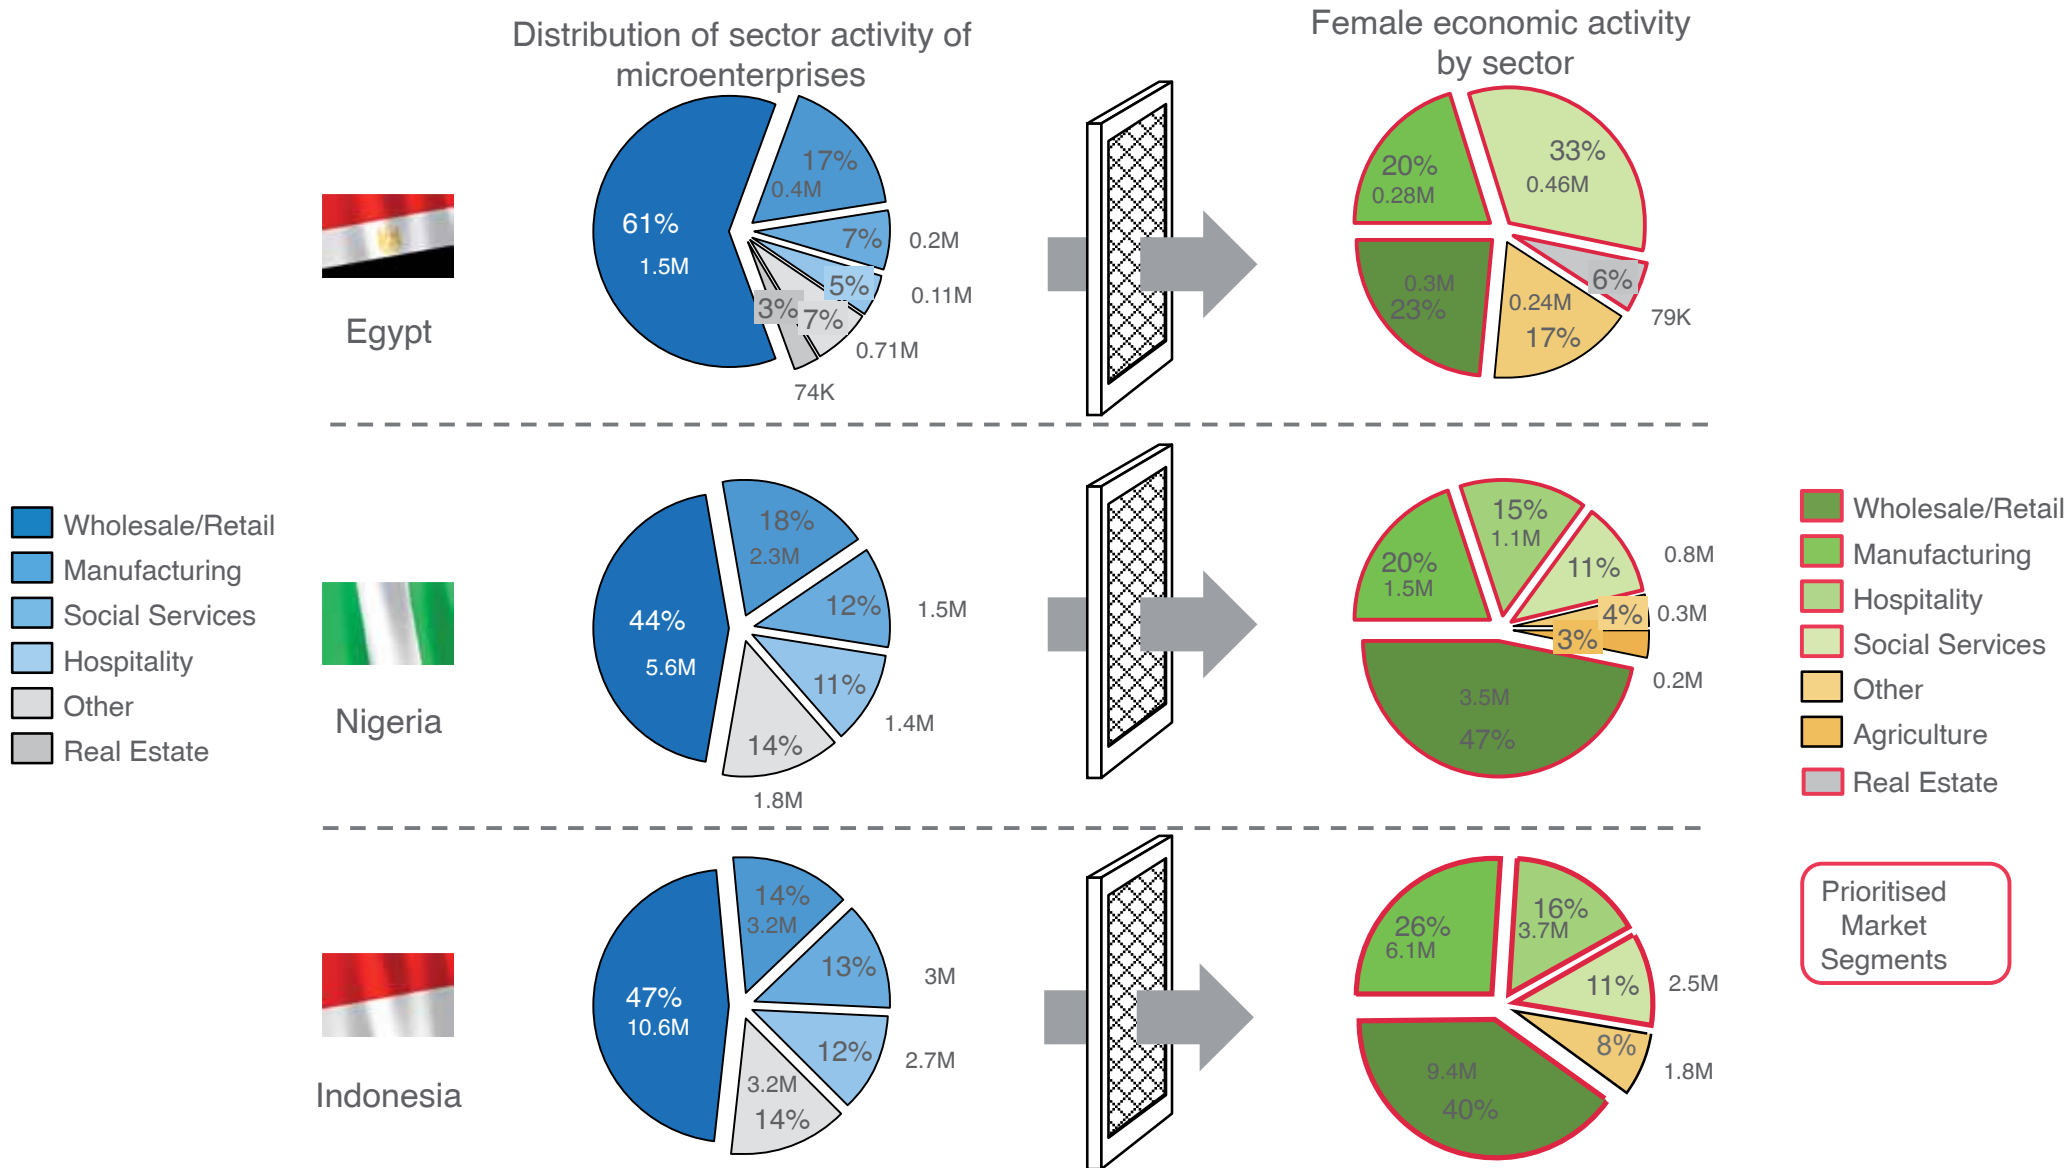 Distribution of sector activity of
microenterprises
Female economic activity
by sector
Egypt
61%
1.5M
17%
0.4M
7%
0.2M
5%
0.11M
7%
0.71M
3%
74K
20%
0.28M
33%
0.46M
6%
79K
0.24M
17%
0.3M
23%
Wholesale/Retail
Manufacturing
Social Services
Hospitality
Other
Real Estate
Nigeria
44%
5.6M
18%
2.3M
12%
1.5M
11%
1.4M
14%
1.8M
20%
1.5M
15%
1.1M
11%
0.8M
4%
0.3M
3%
0.2M
3.5M
47%
Wholesale/Retail
Manufacturing
Hospitality
Social Services
Other
Agriculture
Real Estate
Indonesia
47%
10.6M
14%
3.2M
13%
3M
12%
2.7M
3.2M
14%
26%
6.1M
16%
3.7M
11%
2.5M
8%
1.8M
9.4M
40%
Prioritised
Market
Segments